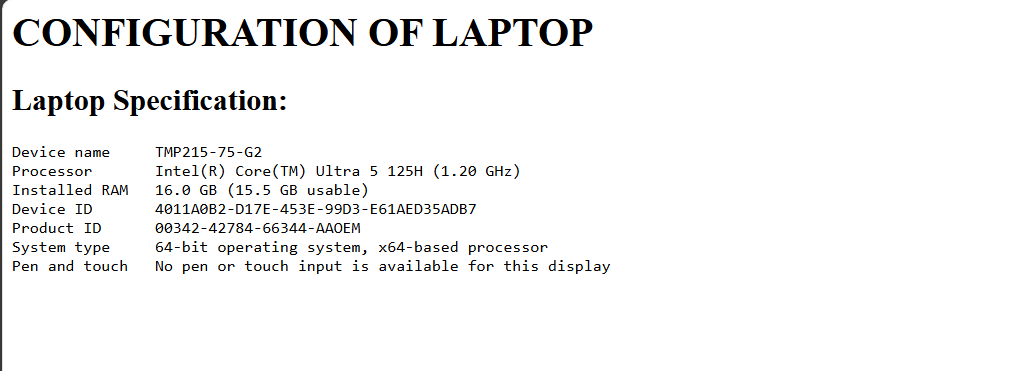 CONFIGURATION OF LAPTOP
Laptop Specification:
Device name     TMP215-75-G2
Processor       Intel(R) Core(TM) Ultra 5 125H (1.20 GHz)
Installed RAM   16.0 GB (15.5 GB usable)
Device ID       4011A0B2-D17E-453E-99D3-E61AED35ADB7
Product ID      00342-42784-66344-AAOEM
System type     64-bit operating system, x64-based processor
Pen and touch   No pen or touch input is available for this display